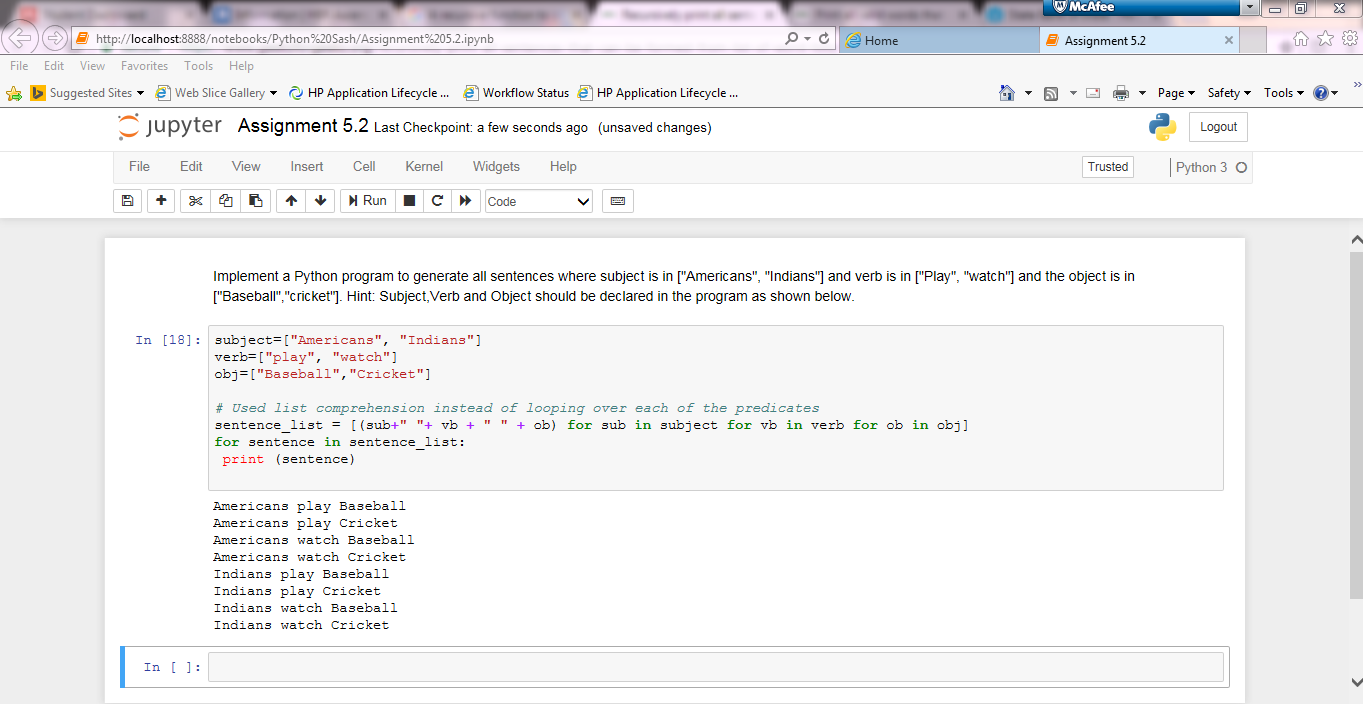 McAfee
http://localhost:8888/notebooks/Python%20Sash/Assignment%205.2.ipynb
Home
Assignment 5.2
File Edit View Favorites Tools Help
Suggested Sites Web Slice Gallery HP Application Lifecycle ... Workflow Status HP Application Lifecycle ... Page Safety Tools
jupyter Assignment 5.2 Last Checkpoint: a few seconds ago (unsaved changes) Logout
File Edit View Insert Cell Kernel Widgets Help Trusted Python 3
Run Code
Implement a Python program to generate all sentences where subject is in ["Americans", "Indians"] and verb is in ["Play", "watch"] and the object is in
["Baseball","cricket"]. Hint: Subject,Verb and Object should be declared in the program as shown below.
In [18]: subject=["Americans", "Indians"]
verb=["play", "watch"]
obj=["Baseball","Cricket"]
# Used list comprehension instead of looping over each of the predicates
sentence_list = [(sub+" "+ vb + " " + ob) for sub in subject for vb in verb for ob in obj]
for sentence in sentence_list:
 print (sentence)
Americans play Baseball
Americans play Cricket
Americans watch Baseball
Americans watch Cricket
Indians play Baseball
Indians play Cricket
Indians watch Baseball
Indians watch Cricket
In [ ]: